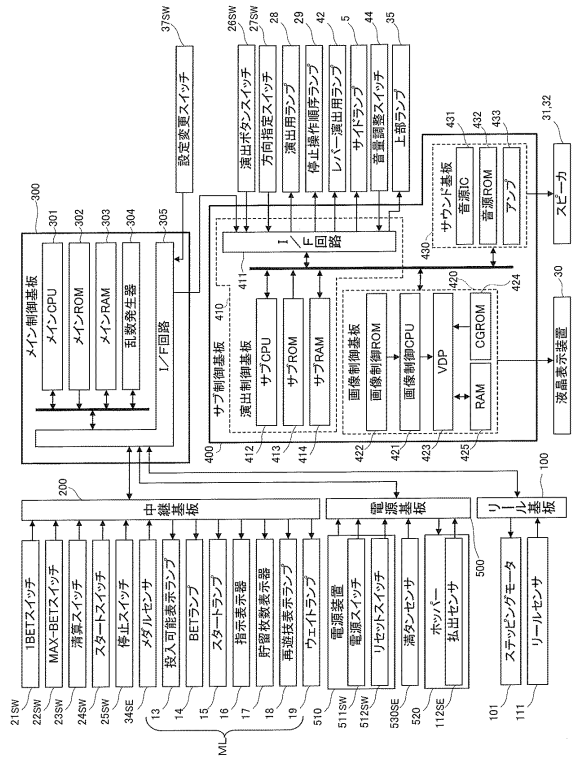 37SW
設定変更スイッチ
300
メイン制御基板
メインCPU
301
メインROM
302
メインRAM
303
乱数発生器
304
I/F回路
305
26SW
演出ボタンスイッチ
27SW
方向指定スイッチ
28
演出用ランプ
29
停止操作順序ランプ
42
レバー演出用ランプ
5
サイドランプ
44
音量調整スイッチ
35
上部ランプ
400
サブ制御基板
410
演出制御基板
I/F回路
411
サブCPU
412
サブROM
413
サブRAM
414
画像制御基板
420
画像制御ROM
422
画像制御CPU
421
VDP
423
CGROM
424
RAM
425
サウンド基板
430
音源IC
431
音源ROM
432
アンプ
433
スピーカ
31,32
液晶表示装置
30
200
中継基板
21SW
1BETスイッチ
22SW
MAX-BETスイッチ
23SW
清算スイッチ
24SW
スタートスイッチ
25SW
停止スイッチ
34SE
メダルセンサ
13
投入可能表示ランプ
14
BETランプ
15
スタートランプ
16
指示表示器
17
貯留枚数表示器
18
再遊技表示ランプ
19
ウェイトランプ
ML
電源基板
500
510
電源装置
511SW
電源スイッチ
512SW
リセットスイッチ
530SE
満タンセンサ
520
ホッパー
112SE
払出センサ
リール基板
100
101
ステッピングモータ
111
リールセンサ